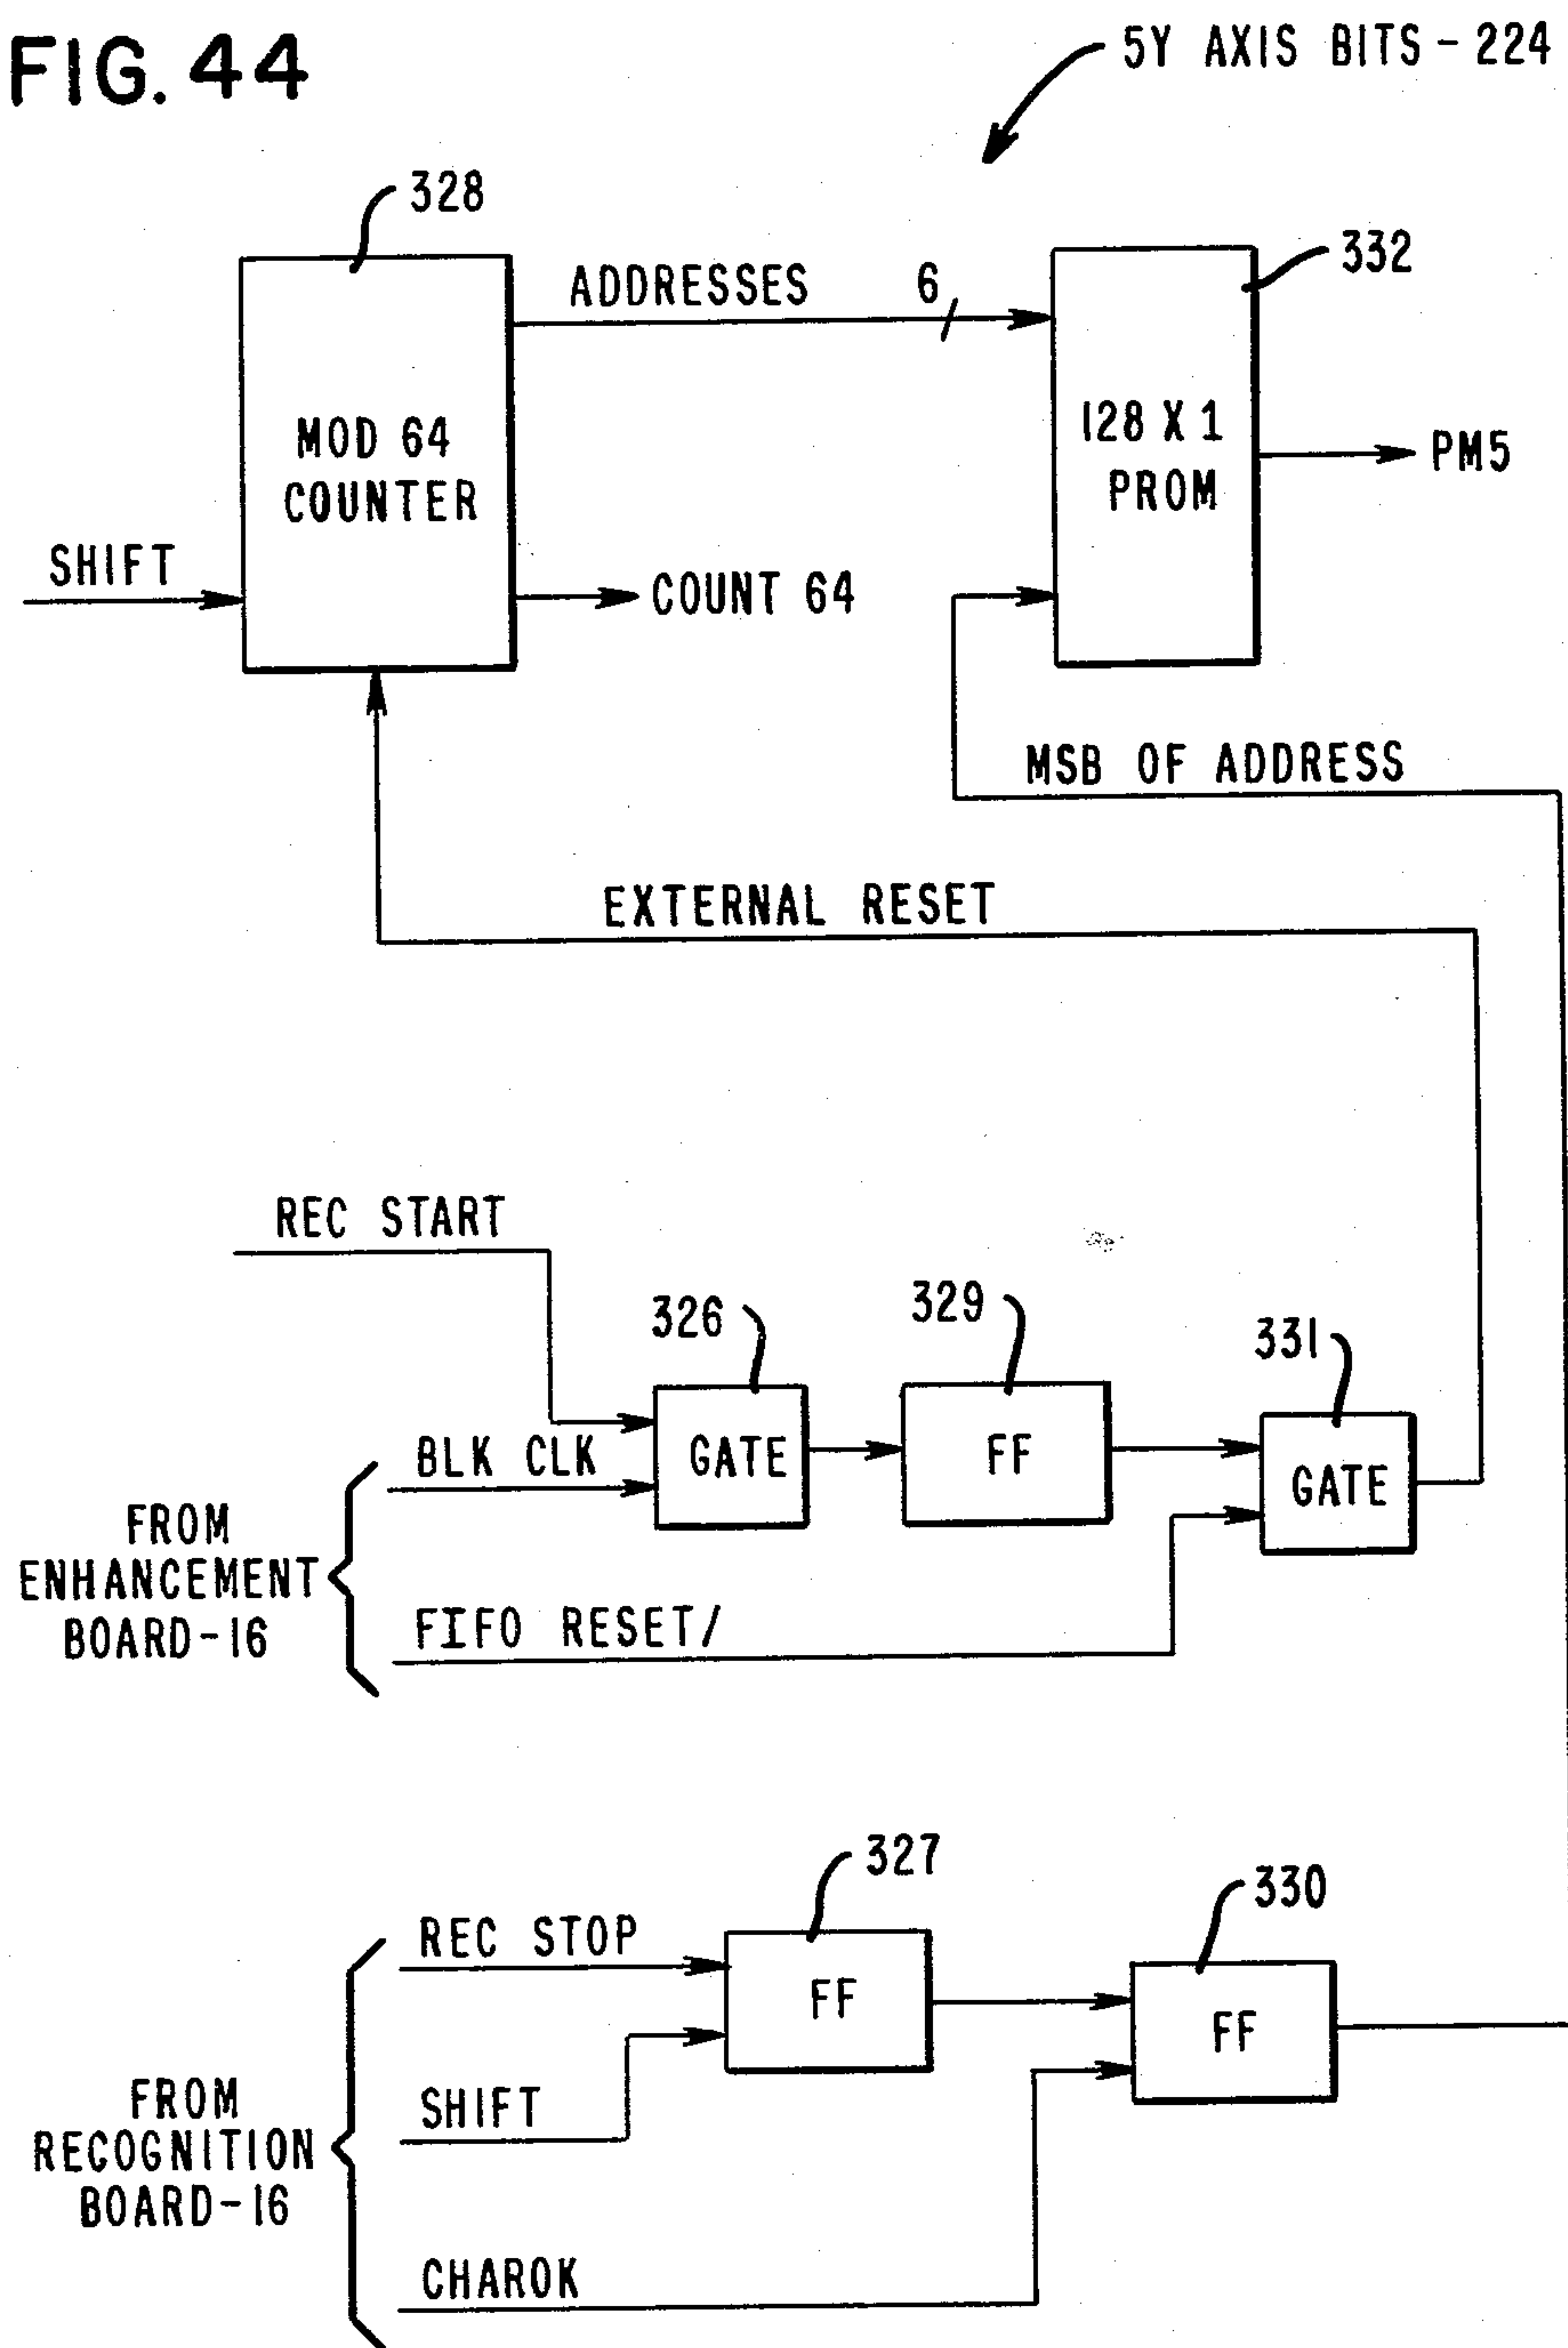 FIG. 44
5Y AXIS BITS - 224
328
332
ADDRESSES 6
MOD 64
COUNTER
128 X 1
PROM
PM5
SHIFT
COUNT 64
MSB OF ADDRESS
EXTERNAL RESET
REC START
326
329
331
GATE
FF
GATE
BLK CLK
FROM
ENHANCEMENT
BOARD-16
FIFO RESET/
327
330
REC STOP
FF
FF
SHIFT
FROM
RECOGNITION
BOARD-16
CHAROK